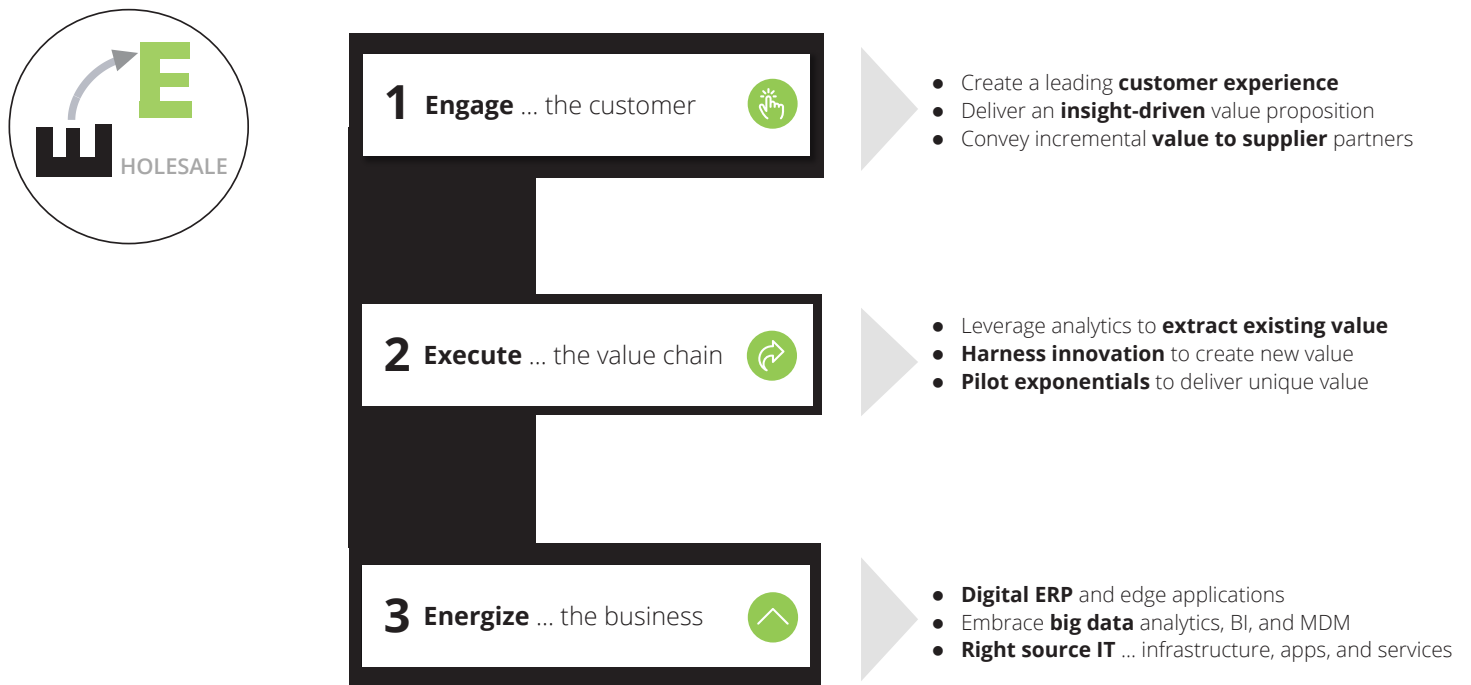 E
E HOLESALE
1 Engage ... the customer
● Create a leading customer experience
● Deliver an insight-driven value proposition
● Convey incremental value to supplier partners
2 Execute ... the value chain
● Leverage analytics to extract existing value
● Harness innovation to create new value
● Pilot exponentials to deliver unique value
3 Energize ... the business
● Digital ERP and edge applications
● Embrace big data analytics, BI, and MDM
● Right source IT ... infrastructure, apps, and services